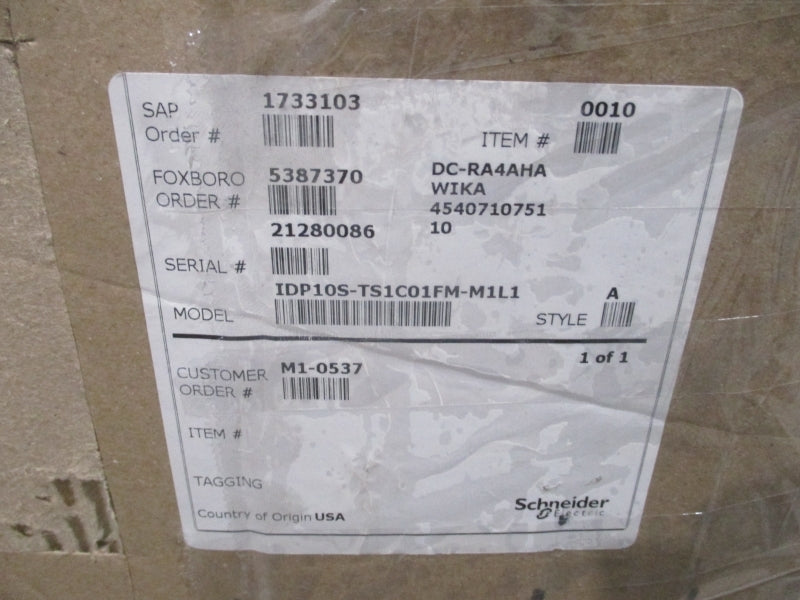 SAP 1733103 0010
Order # ITEM #
FOXBORO 5387370 DC-RA4AHA
ORDER # WIKA
4540710751
21280086 10
SERIAL #
IDP10S-TS1C01FM-M1L1 A
MODEL STYLE
1 of 1
CUSTOMER M1-0537
ORDER #
ITEM #
TAGGING
Schneider
Electric
Country of Origin USA